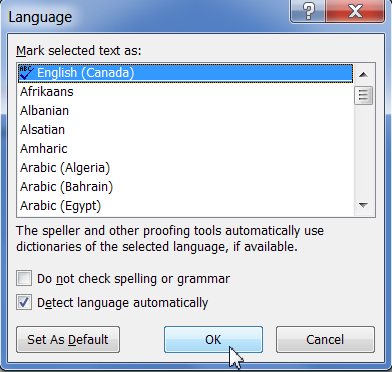 Language
?
Mark selected text as:
ABC English (Canada)
Afrikaans
Albanian
Alsatian
Amharic
Arabic (Algeria)
Arabic (Bahrain)
Arabic (Egypt)
The speller and other proofing tools automatically use
dictionaries of the selected language, if available.
Do not check spelling or grammar
Detect language automatically
Set As Default OK Cancel